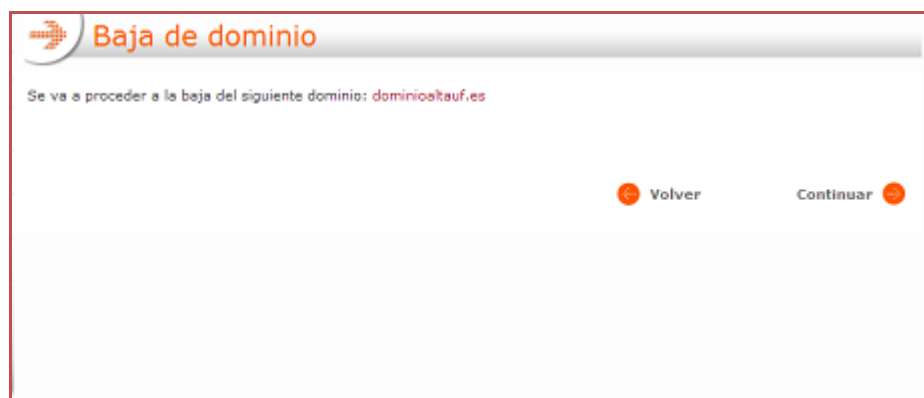 Baja de dominio
Se va a proceder a la baja del siguiente dominio: dominioaltauf.es
Volver Continuar